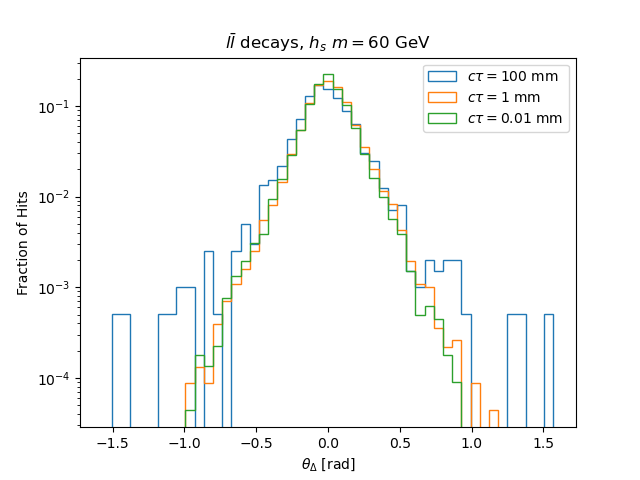 l̄l̄ decays, hₛ m = 60 GeV
cτ = 100 mm
cτ = 1 mm
cτ = 0.01 mm
Fraction of Hits
10⁻¹
10⁻²
10⁻³
10⁻⁴
−1.5 −1.0 −0.5 0.0 0.5 1.0 1.5
θ_Δ [rad]